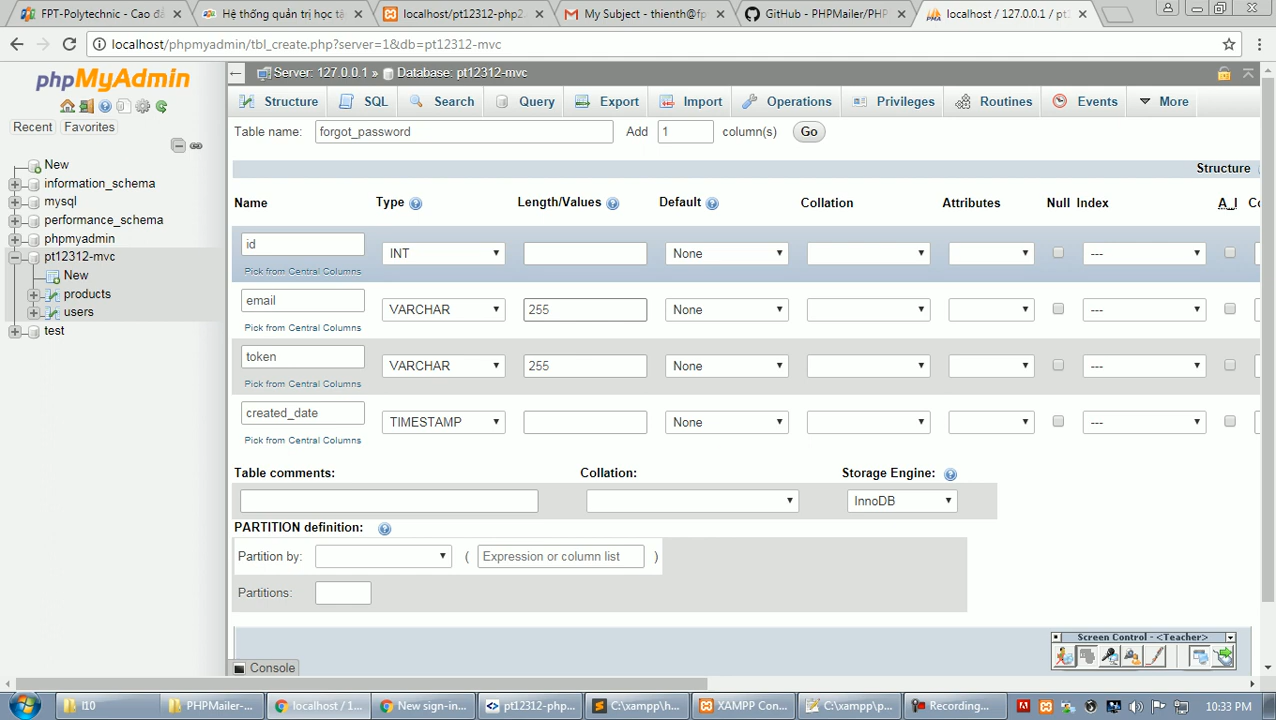 FPT-Polytechnic - Cao đẳ
Hệ thống quản trị học tậ
localhost/pt12312-php2
My Subject - thienth@fp
GitHub - PHPMailer/PHP
localhost / 127.0.0.1 / pt
localhost/phpmyadmin/tbl_create.php?server=1&db=pt12312-mvc
phpMyAdmin
Recent Favorites
New
information_schema
mysql
performance_schema
phpmyadmin
pt12312-mvc
New
products
users
test
Server: 127.0.0.1 » Database: pt12312-mvc
Structure SQL Search Query Export Import Operations Privileges Routines Events More
Table name: forgot_password Add 1 column(s) Go
Structure
Name Type Length/Values Default Collation Attributes Null Index A_I Co
id INT None ---
Pick from Central Columns
email VARCHAR 255 None ---
Pick from Central Columns
token VARCHAR 255 None ---
Pick from Central Columns
created_date TIMESTAMP None ---
Pick from Central Columns
Table comments: Collation: Storage Engine:
InnoDB
PARTITION definition:
Partition by: ( Expression or column list )
Partitions:
Screen Control - <Teacher>
Console
l10 PHPMailer-... localhost / 1... New sign-in... pt12312-php... C:\xampp\h... XAMPP Con... C:\xampp\p... Recording... 10:33 PM